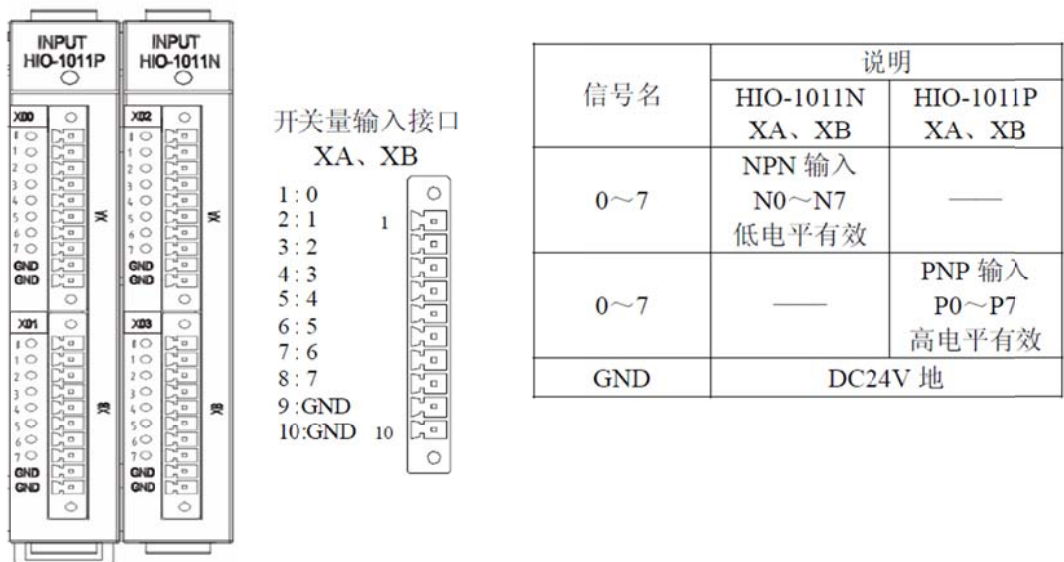 INPUT
HIO-1011P
X00
0
1
2
3
4
5
6
7
GND
GND
XA
X01
0
1
2
3
4
5
6
7
GND
GND
XB
INPUT
HIO-1011N
X02
0
1
2
3
4
5
6
7
GND
GND
XA
X03
0
1
2
3
4
5
6
7
GND
GND
XB
开关量输入接口
XA、XB
1:0
2:1
3:2
4:3
5:4
6:5
7:6
8:7
9:GND
10:GND
1
10
信号名
说明
HIO-1011N
XA、XB
HIO-1011P
XA、XB
0～7
NPN 输入
N0～N7
低电平有效
——
0～7
——
PNP 输入
P0～P7
高电平有效
GND
DC24V 地